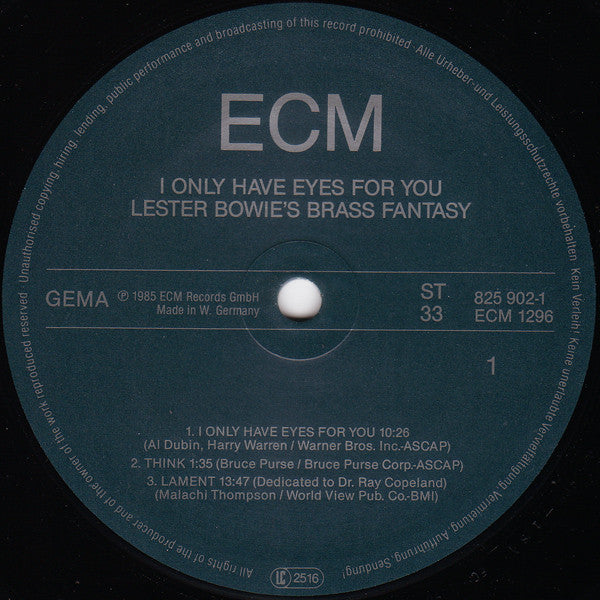 ECM
I ONLY HAVE EYES FOR YOU
LESTER BOWIE'S BRASS FANTASY
GEMA
℗ 1985 ECM Records GmbH
Made in W. Germany
ST
33
825 902-1
ECM 1296
1
1. I ONLY HAVE EYES FOR YOU 10:26
(Al Dubin, Harry Warren / Warner Bros. Inc.-ASCAP)
2. THINK 1:35 (Bruce Purse / Bruce Purse Corp.-ASCAP)
3. LAMENT 13:47 (Dedicated to Dr. Ray Copeland)
(Malachi Thompson / World View Pub. Co.-BMI)
LC 2516
All rights of the producer and of the owner of the work reproduced reserved Unauthorised copying, hiring, lending, public performance and broadcasting of this record prohibited · Alle Urheber- und Leistungsschutzrechte vorbehalten Kein Verleih! Keine unerlaubte Vervielfältigung, Vermietung, Aufführung, Sendung!